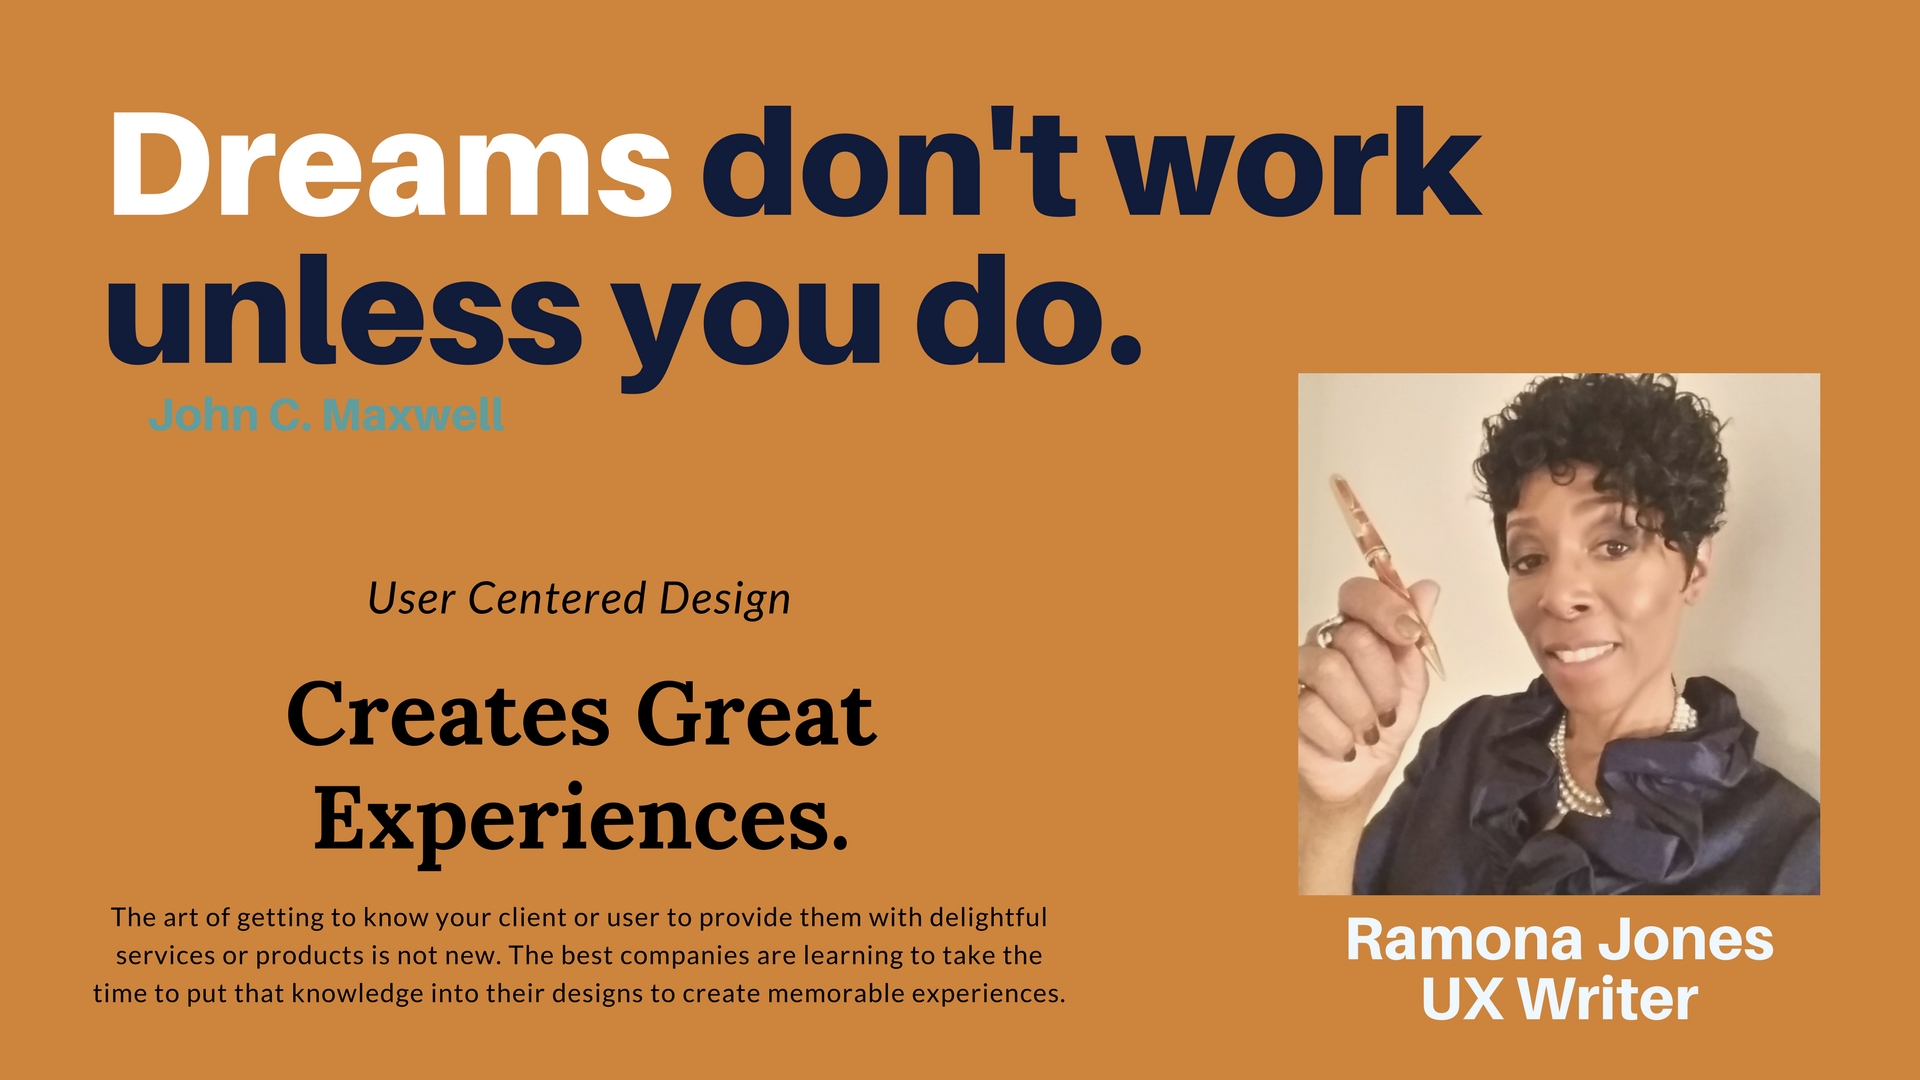 Dreams don't work
unless you do.
John C. Maxwell
User Centered Design
Creates Great
Experiences.
The art of getting to know your client or user to provide them with delightful
services or products is not new. The best companies are learning to take the
time to put that knowledge into their designs to create memorable experiences.
Ramona Jones
UX Writer